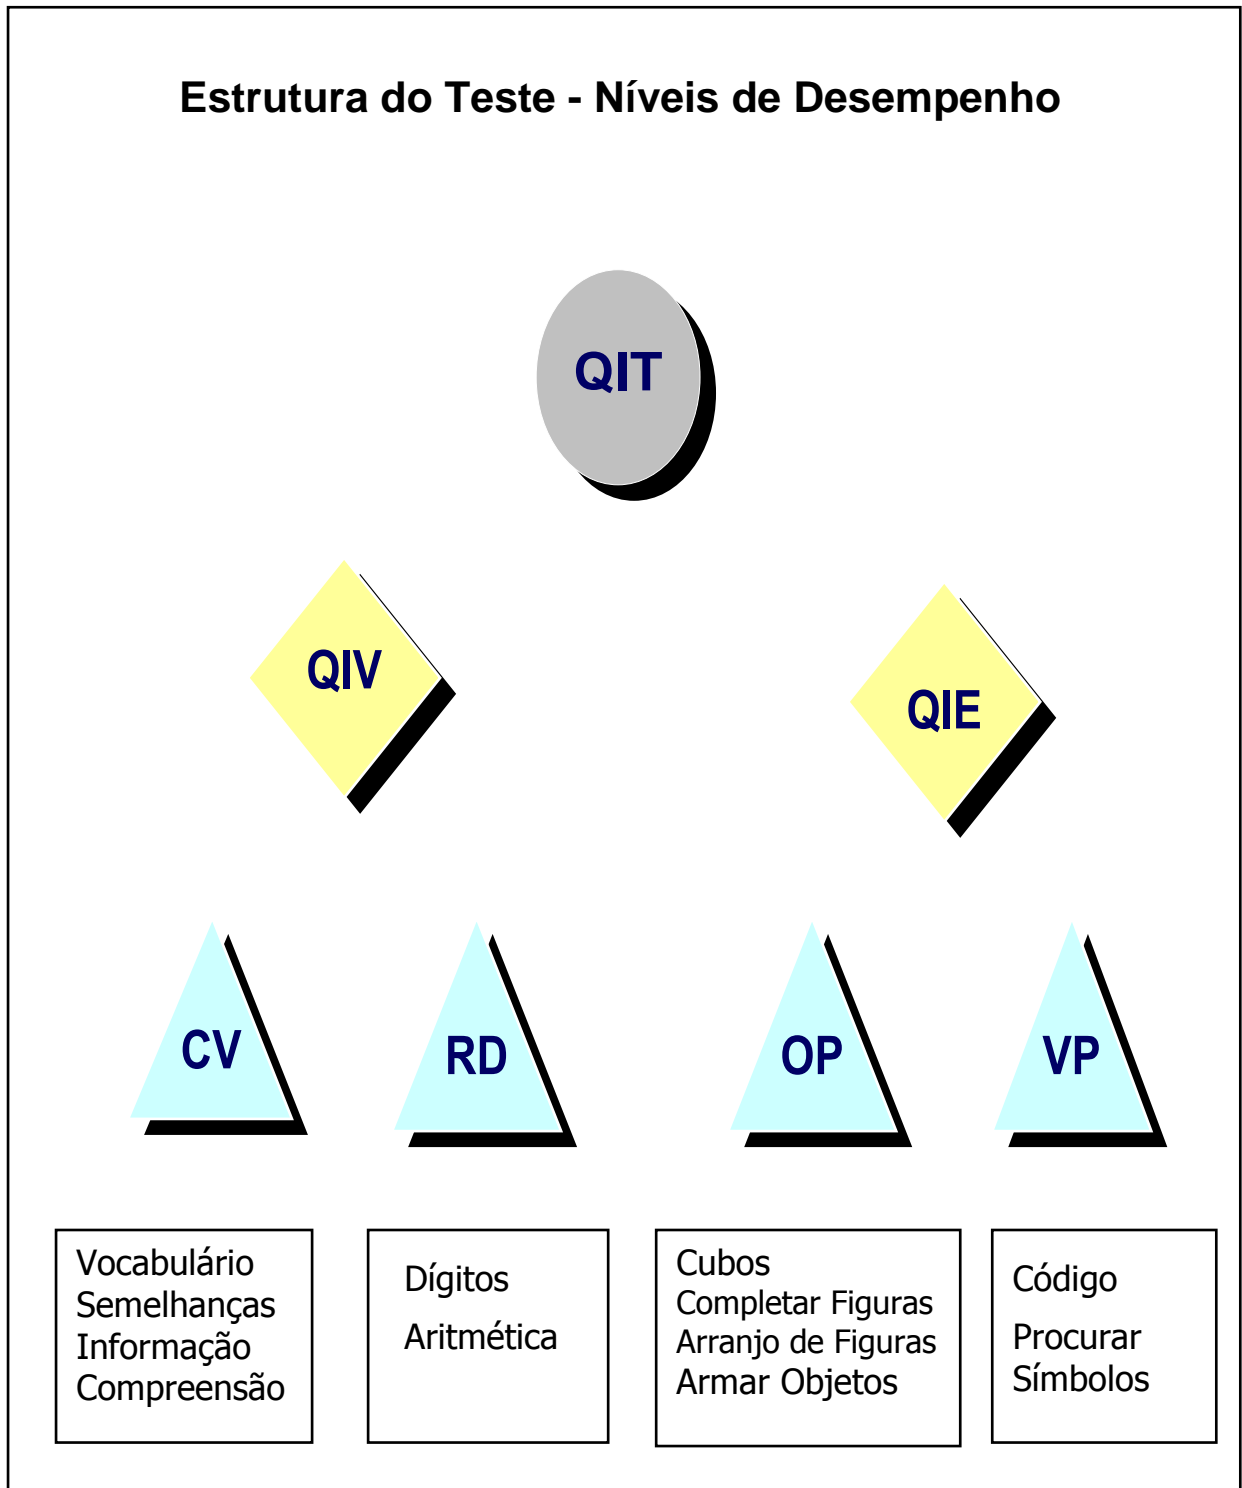 Estrutura do Teste - Níveis de Desempenho
QIT
QIV
QIE
CV
RD
OP
VP
Vocabulário
Semelhanças
Informação
Compreensão
Dígitos
Aritmética
Cubos
Completar Figuras
Arranjo de Figuras
Armar Objetos
Código
Procurar
Símbolos